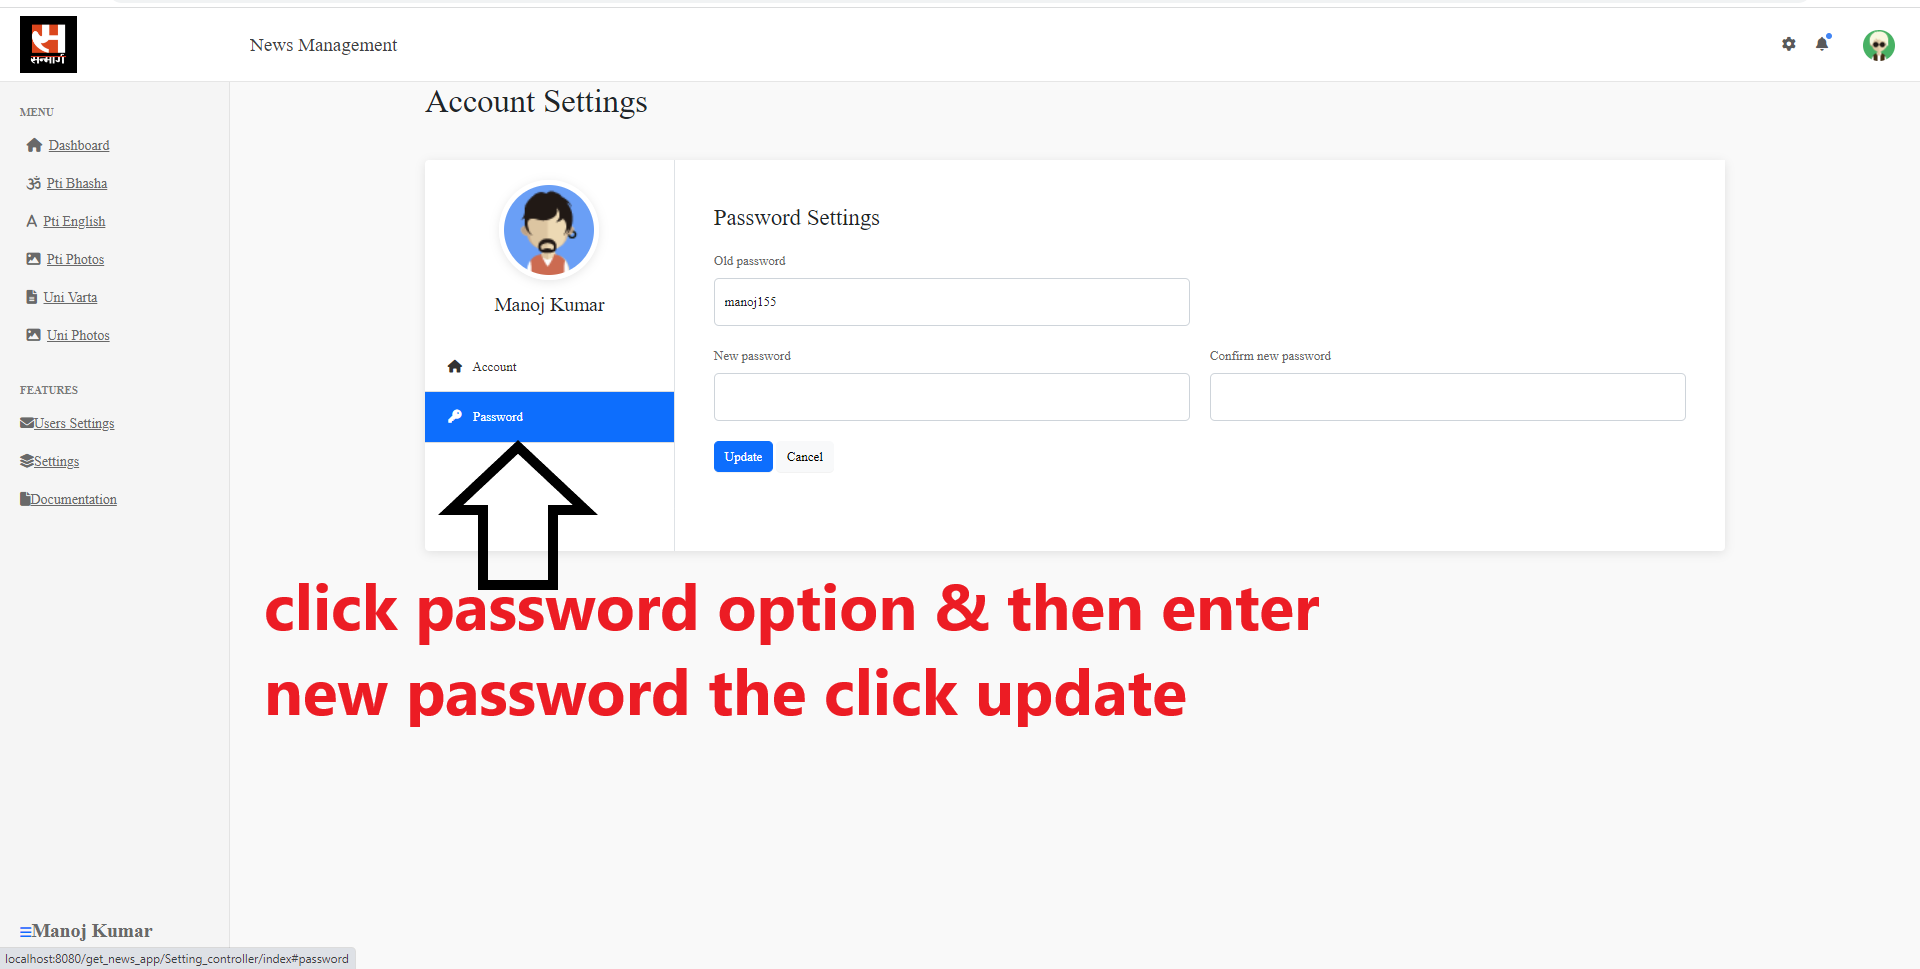 सन्मार्ग
News Management
MENU
Dashboard
Pti Bhasha
Pti English
Pti Photos
Uni Varta
Uni Photos
FEATURES
Users Settings
Settings
Documentation
Manoj Kumar
Account Settings
Manoj Kumar
Account
Password
Password Settings
Old password
manoj155
New password
Confirm new password
Update
Cancel
click password option & then enter
new password the click update
localhost:8080/get_news_app/Setting_controller/index#password